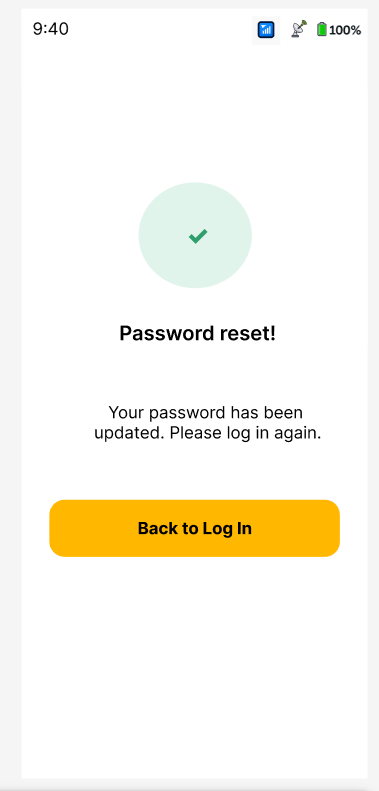 9:40 100%
Password reset!
Your password has been
updated. Please log in again.
Back to Log In